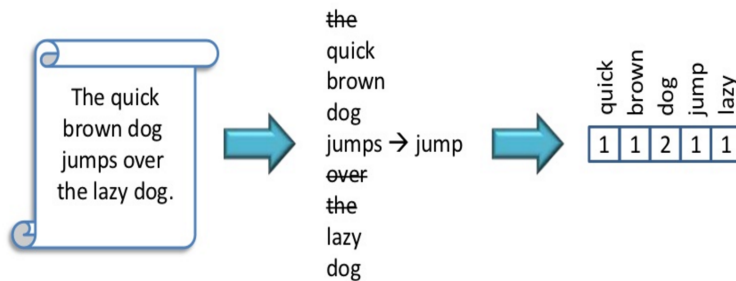 The quick
brown dog
jumps over
the lazy dog.
the
quick
brown
dog
jumps → jump
over
the
lazy
dog
quick brown dog jump lazy
1 1 2 1 1